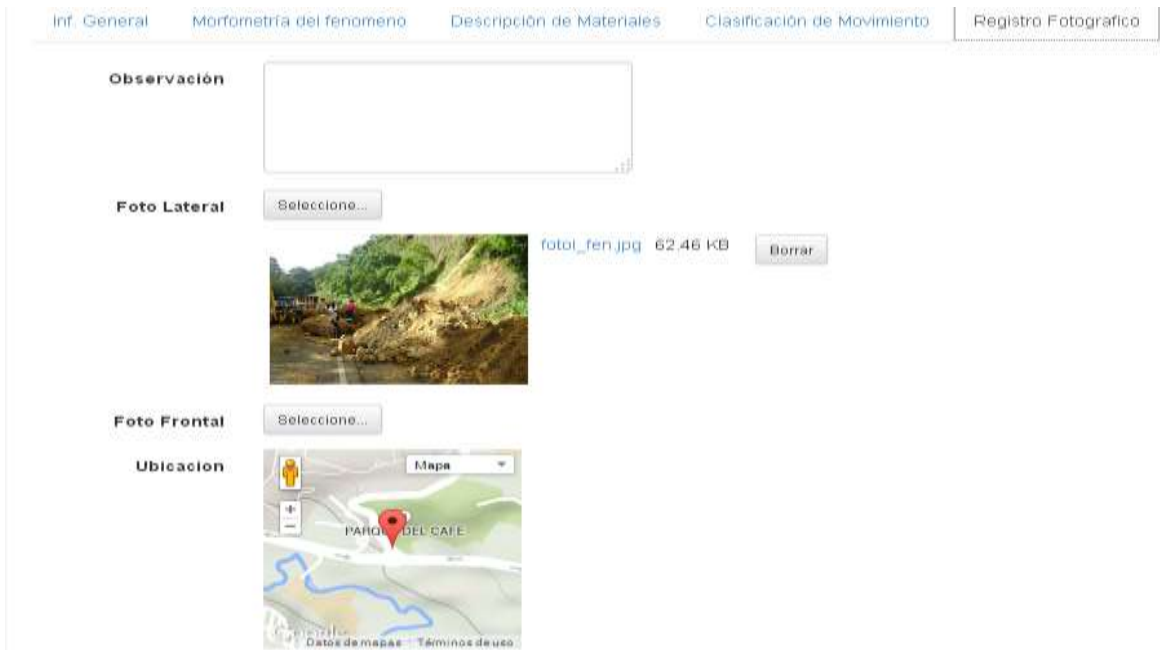 Inf. General Morfometría del fenomeno Descripción de Materiales Clasificación de Movimiento Registro Fotografico
Observación
Foto Lateral Seleccione...
fotol_fen.jpg 62.46 KB Borrar
Foto Frontal Seleccione...
Ubicacion
Mapa
+
PARQU DEL CAFE
−
Datos de mapas Términos de uso